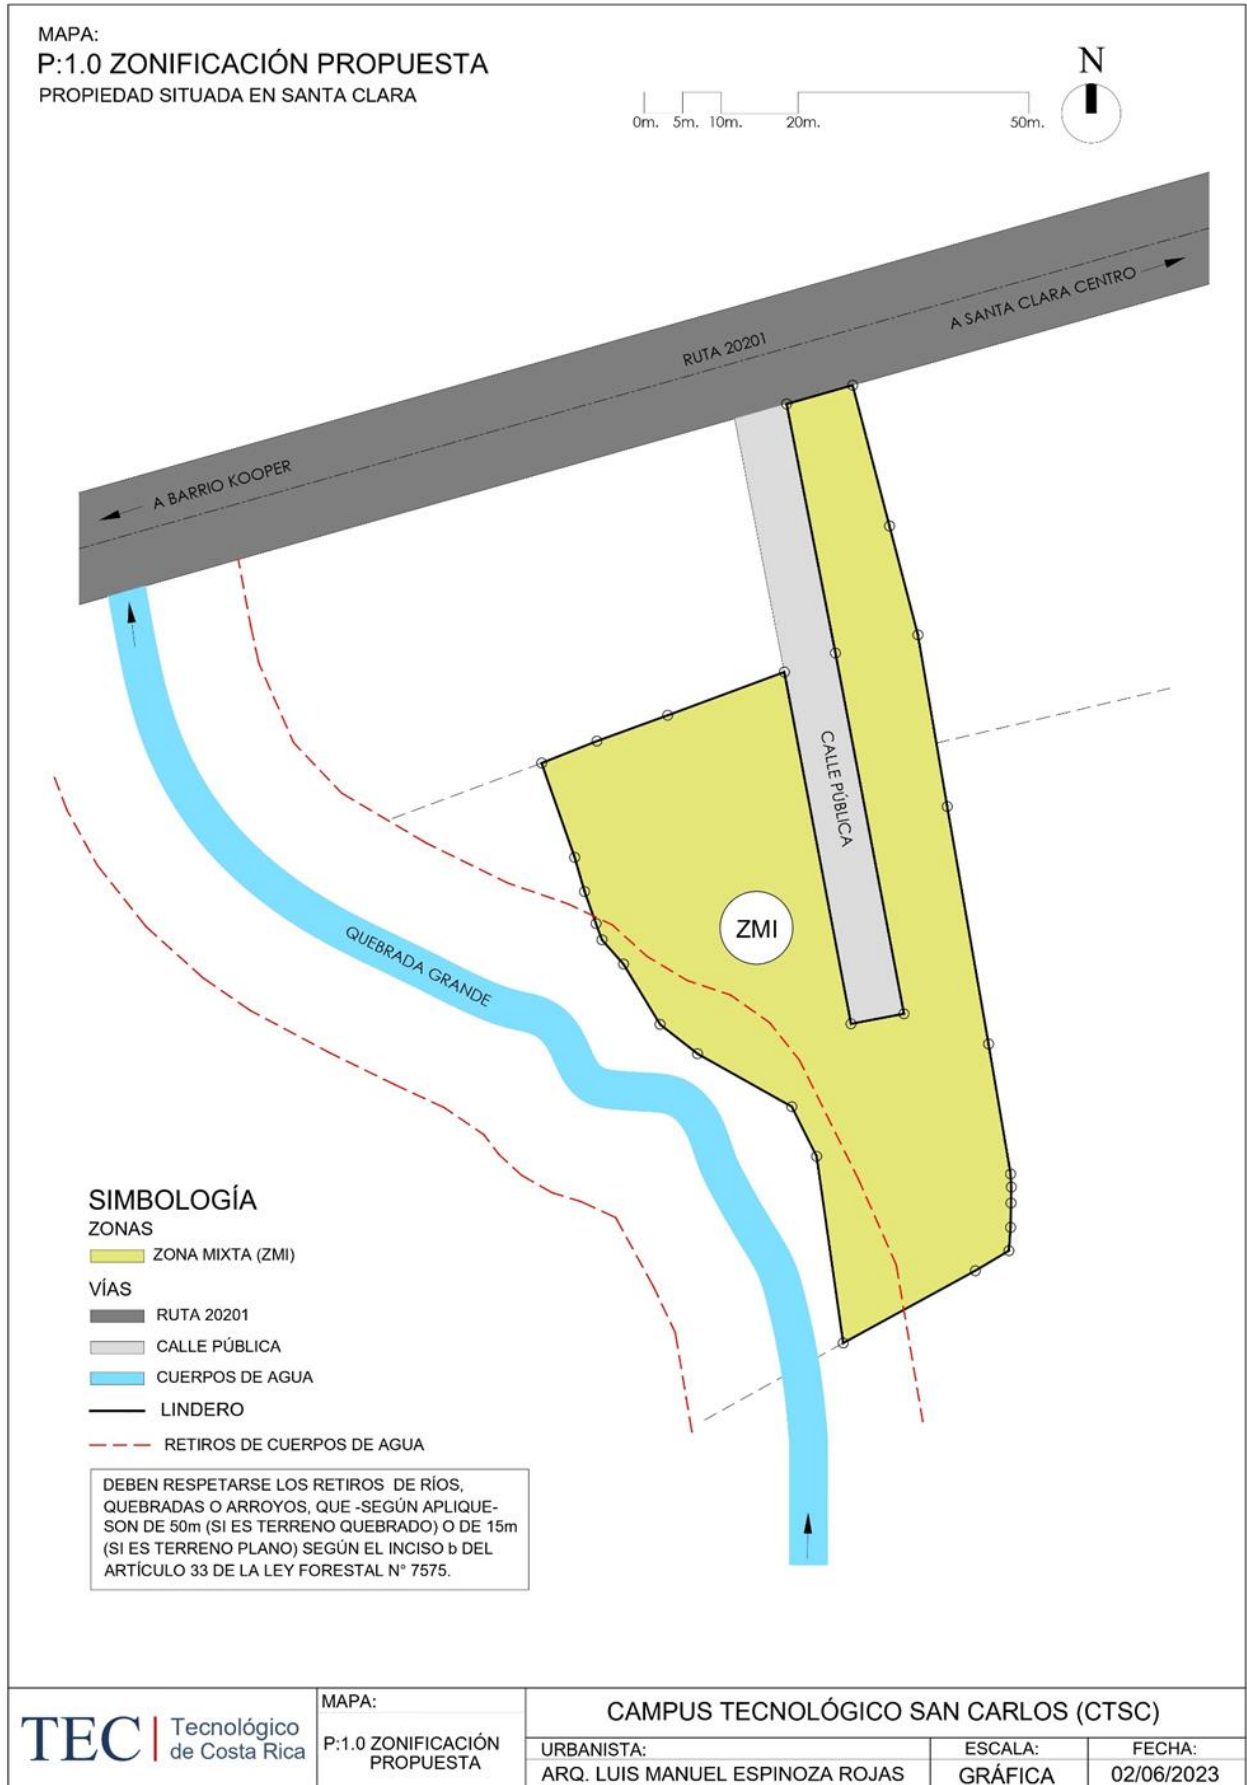 MAPA:
P:1.0 ZONIFICACIÓN PROPUESTA
PROPIEDAD SITUADA EN SANTA CLARA
N
0m. 5m. 10m. 20m. 50m.
A SANTA CLARA CENTRO
RUTA 20201
A BARRIO KOOPER
CALLE PÚBLICA
ZMI
QUEBRADA GRANDE
SIMBOLOGÍA
ZONAS
ZONA MIXTA (ZMI)
VÍAS
RUTA 20201
CALLE PÚBLICA
CUERPOS DE AGUA
LINDERO
RETIROS DE CUERPOS DE AGUA
DEBEN RESPETARSE LOS RETIROS DE RÍOS,
QUEBRADAS O ARROYOS, QUE -SEGÚN APLIQUE-
SON DE 50m (SI ES TERRENO QUEBRADO) O DE 15m
(SI ES TERRENO PLANO) SEGÚN EL INCISO b DEL
ARTÍCULO 33 DE LA LEY FORESTAL N° 7575.
TEC | Tecnológico
de Costa Rica
MAPA:
P:1.0 ZONIFICACIÓN
PROPUESTA
CAMPUS TECNOLÓGICO SAN CARLOS (CTSC)
URBANISTA:
ARQ. LUIS MANUEL ESPINOZA ROJAS
ESCALA:
GRÁFICA
FECHA:
02/06/2023